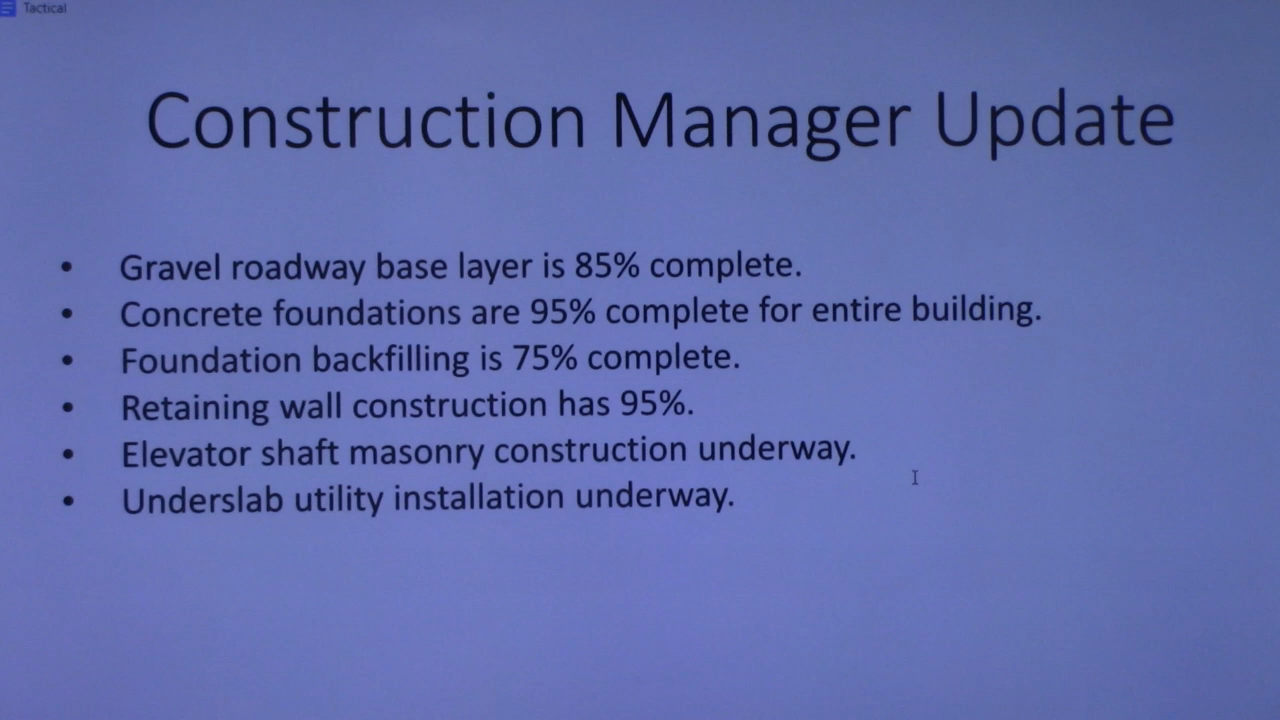 Tactical
Construction Manager Update
• Gravel roadway base layer is 85% complete.
• Concrete foundations are 95% complete for entire building.
• Foundation backfilling is 75% complete.
• Retaining wall construction has 95%.
• Elevator shaft masonry construction underway.
• Underslab utility installation underway.